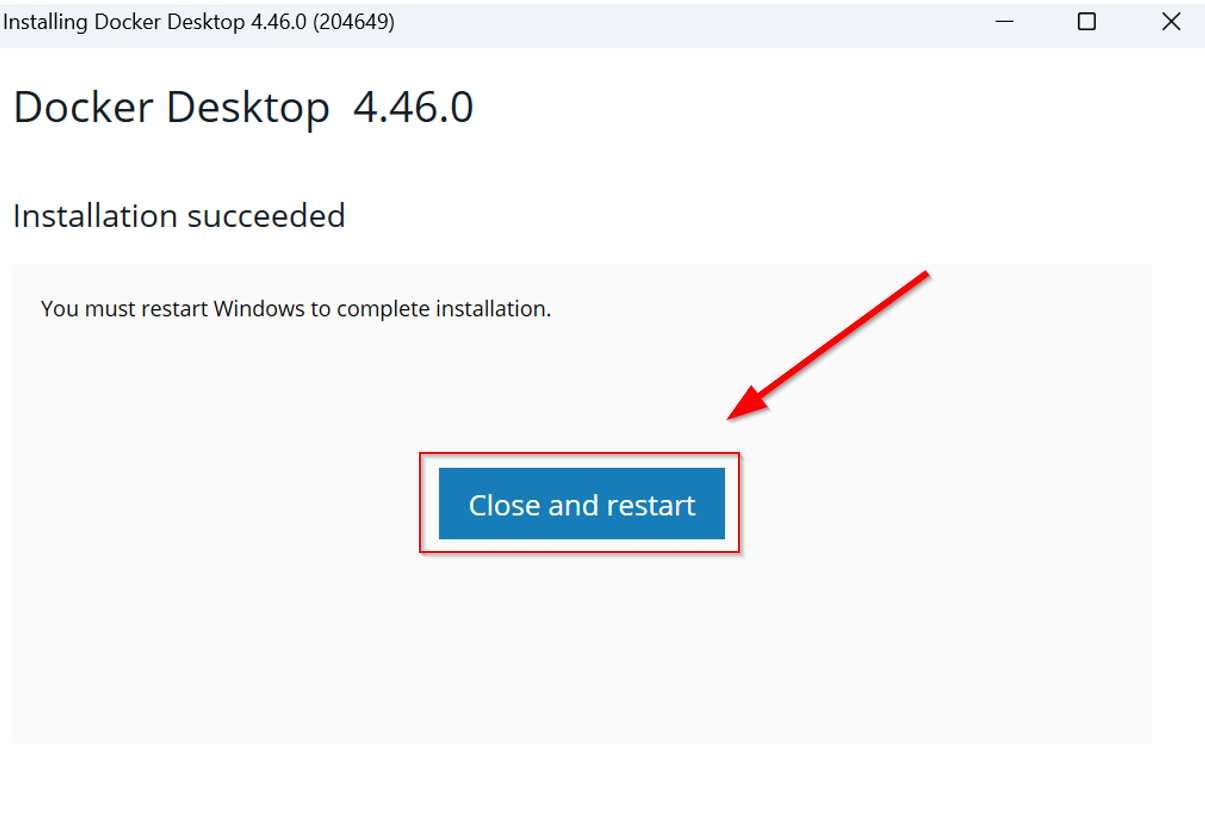 Installing Docker Desktop 4.46.0 (204649)
Docker Desktop 4.46.0
Installation succeeded
You must restart Windows to complete installation.
Close and restart